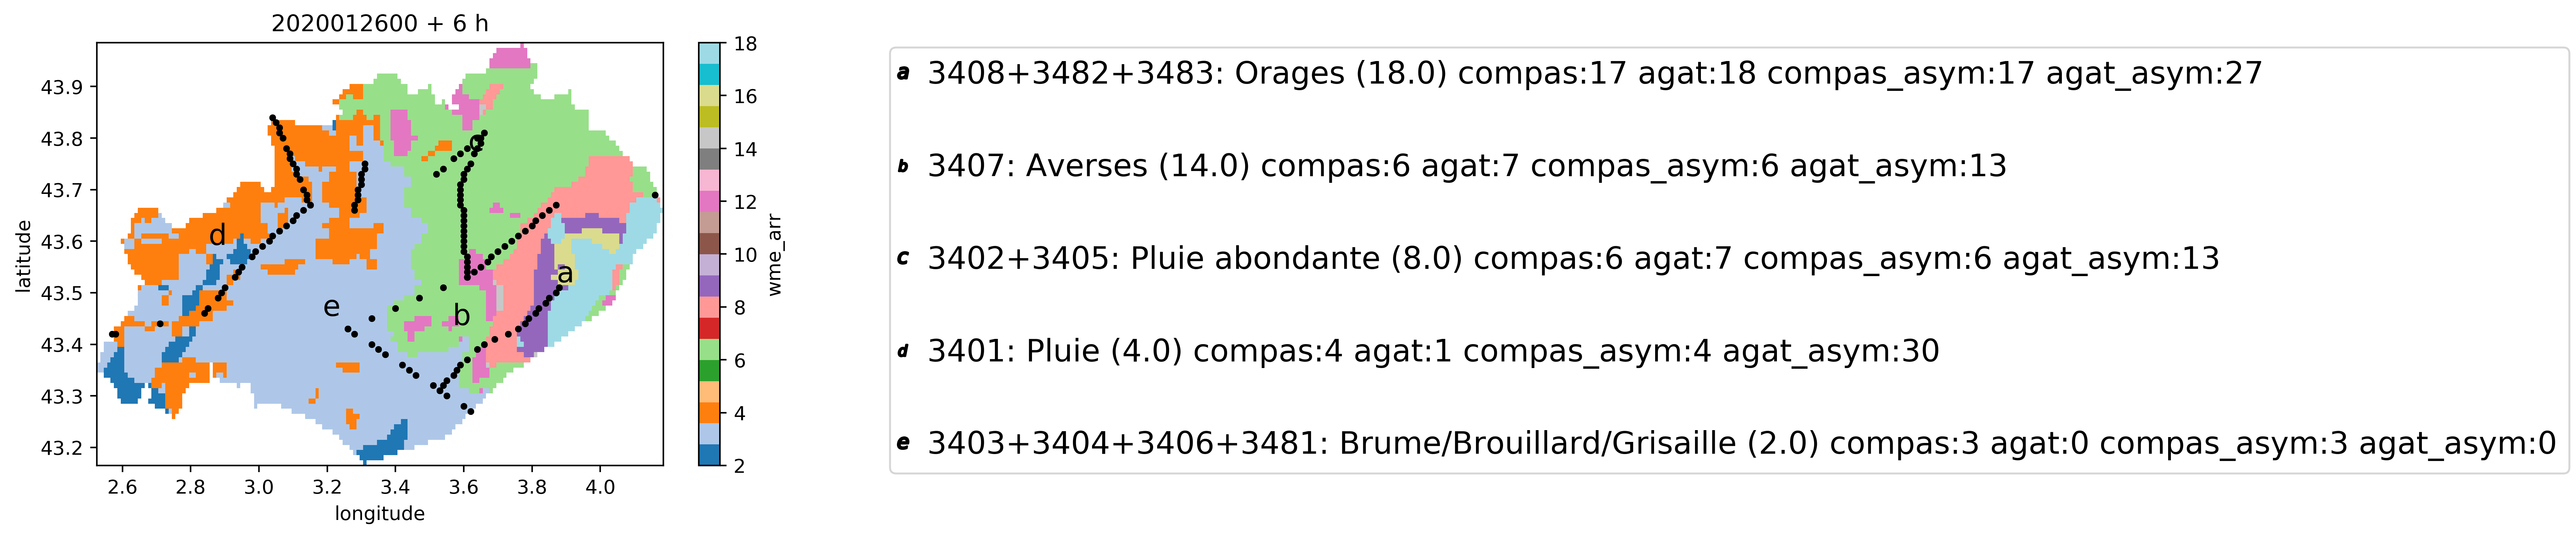 2020012600 + 6 h
43.9
43.8
43.7
43.6
43.5
43.4
43.3
43.2
latitude
2.6 2.8 3.0 3.2 3.4 3.6 3.8 4.0
longitude
c
d
a
e
b
18
16
14
12
10
8
6
4
2
wme_arr
a 3408+3482+3483: Orages (18.0) compas:17 agat:18 compas_asym:17 agat_asym:27
b 3407: Averses (14.0) compas:6 agat:7 compas_asym:6 agat_asym:13
c 3402+3405: Pluie abondante (8.0) compas:6 agat:7 compas_asym:6 agat_asym:13
d 3401: Pluie (4.0) compas:4 agat:1 compas_asym:4 agat_asym:30
e 3403+3404+3406+3481: Brume/Brouillard/Grisaille (2.0) compas:3 agat:0 compas_asym:3 agat_asym:0